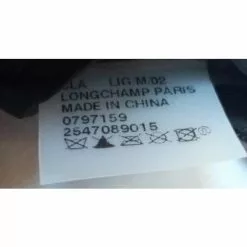 LIG M/02
LONGCHAMP PARIS
MADE IN CHINA
0797159
2547089015